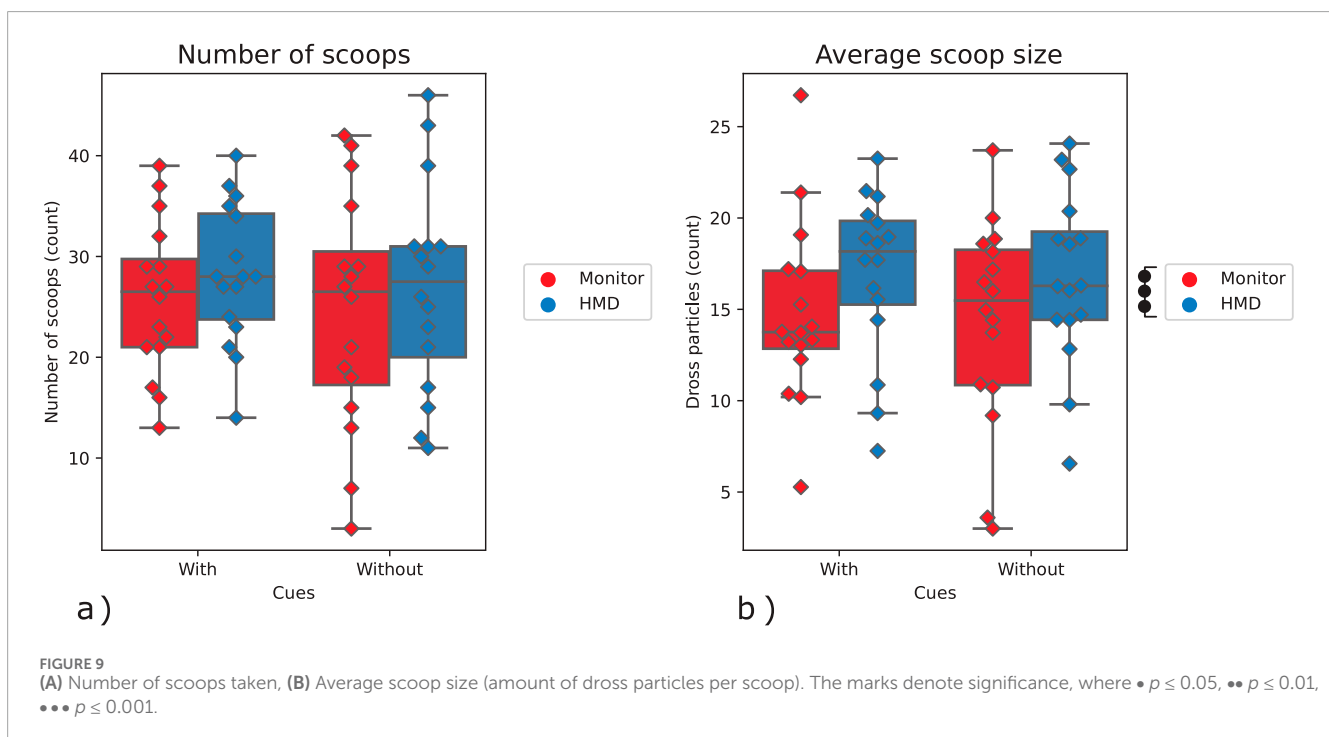 Number of scoops
Number of scoops (count)
40
30
20
10
With
Without
Cues
Monitor
HMD
a)
Average scoop size
Dross particles (count)
25
20
15
10
5
With
Without
Cues
Monitor
HMD
b)
FIGURE 9
(A) Number of scoops taken, (B) Average scoop size (amount of dross particles per scoop). The marks denote significance, where • p ≤ 0.05, •• p ≤ 0.01,
••• p ≤ 0.001.